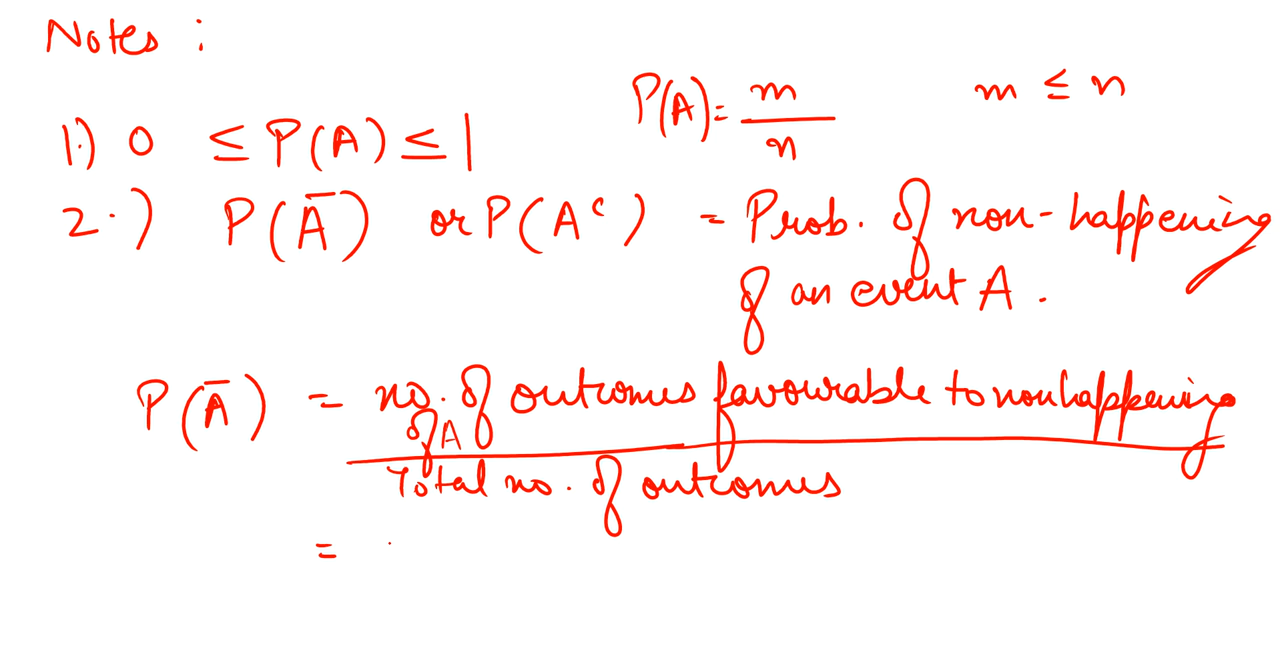 Notes :
P(A) = m/n    m ≤ n
1.) 0 ≤ P(A) ≤ 1
2.) P(Ā) or P(Aᶜ) = Prob. of non-happening
of an event A.
P(Ā) = no. of outcomes favourable to nonhappening
of A
Total no. of outcomes
=